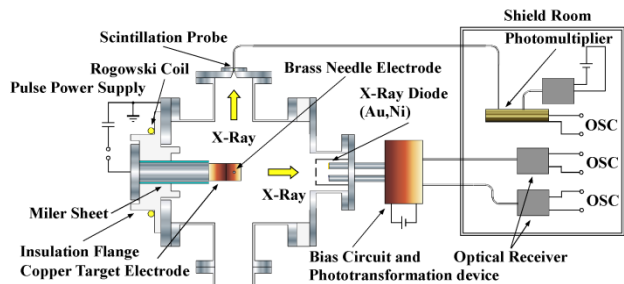 Shield Room
Scintillation Probe
Photomultiplier
Rogowski Coil
Brass Needle Electrode
Pulse Power Supply
X-Ray Diode
(Au,Ni)
X-Ray
OSC
X-Ray
OSC
OSC
Miler Sheet
Insulation Flange
Copper Target Electrode
Bias Circuit and
Phototransformation device
Optical Receiver